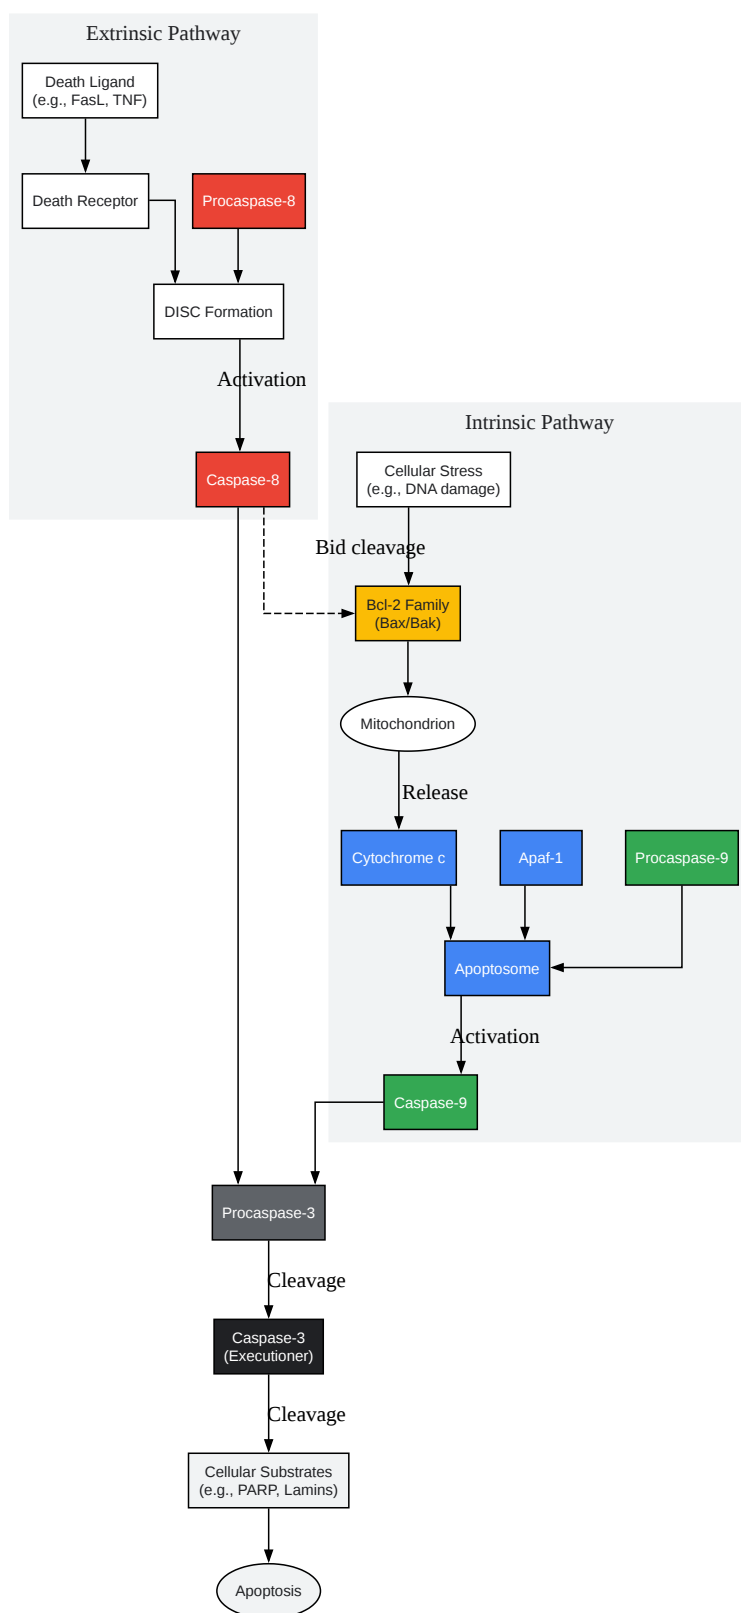 Extrinsic Pathway
Death Ligand
(e.g., FasL, TNF)
Death Receptor
Procaspase-8
DISC Formation
Activation
Caspase-8
Intrinsic Pathway
Cellular Stress
(e.g., DNA damage)
Bid cleavage
Bcl-2 Family
(Bax/Bak)
Mitochondrion
Release
Cytochrome c
Apaf-1
Procaspase-9
Apoptosome
Activation
Caspase-9
Procaspase-3
Cleavage
Caspase-3
(Executioner)
Cleavage
Cellular Substrates
(e.g., PARP, Lamins)
Apoptosis